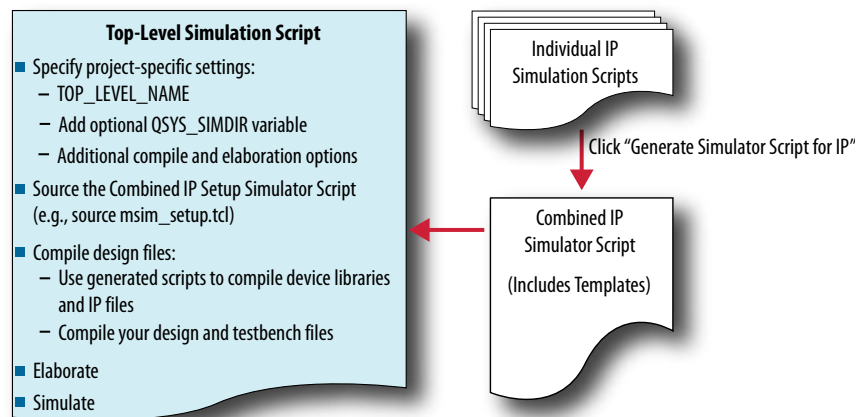 Top-Level Simulation Script
Specify project-specific settings:
– TOP_LEVEL_NAME
– Add optional QSYS_SIMDIR variable
– Additional compile and elaboration options
Source the Combined IP Setup Simulator Script
(e.g., source msim_setup.tcl)
Compile design files:
– Use generated scripts to compile device libraries
and IP files
– Compile your design and testbench files
Elaborate
Simulate
Individual IP
Simulation Scripts
Click “Generate Simulator Script for IP”
Combined IP
Simulator Script
(Includes Templates)